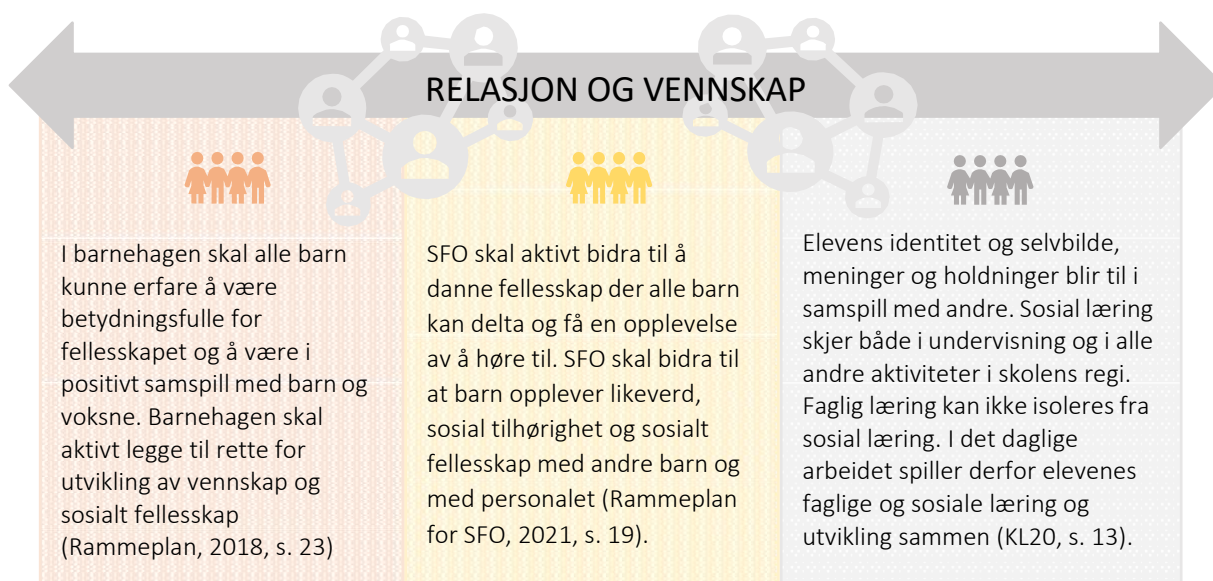 RELASJON OG VENNSKAP
I barnehagen skal alle barn
kunne erfare å være
betydningsfulle for
fellesskapet og å være i
positivt samspill med barn og
voksne. Barnehagen skal
aktivt legge til rette for
utvikling av vennskap og
sosialt fellesskap
(Rammeplan, 2018, s. 23)
SFO skal aktivt bidra til å
danne fellesskap der alle barn
kan delta og få en opplevelse
av å høre til. SFO skal bidra til
at barn opplever likeverd,
sosial tilhørighet og sosialt
fellesskap med andre barn og
med personalet (Rammeplan
for SFO, 2021, s. 19).
Elevens identitet og selvbilde,
meninger og holdninger blir til i
samspill med andre. Sosial læring
skjer både i undervisning og i alle
andre aktiviteter i skolens regi.
Faglig læring kan ikke isoleres fra
sosial læring. I det daglige
arbeidet spiller derfor elevenes
faglige og sosiale læring og
utvikling sammen (KL20, s. 13).